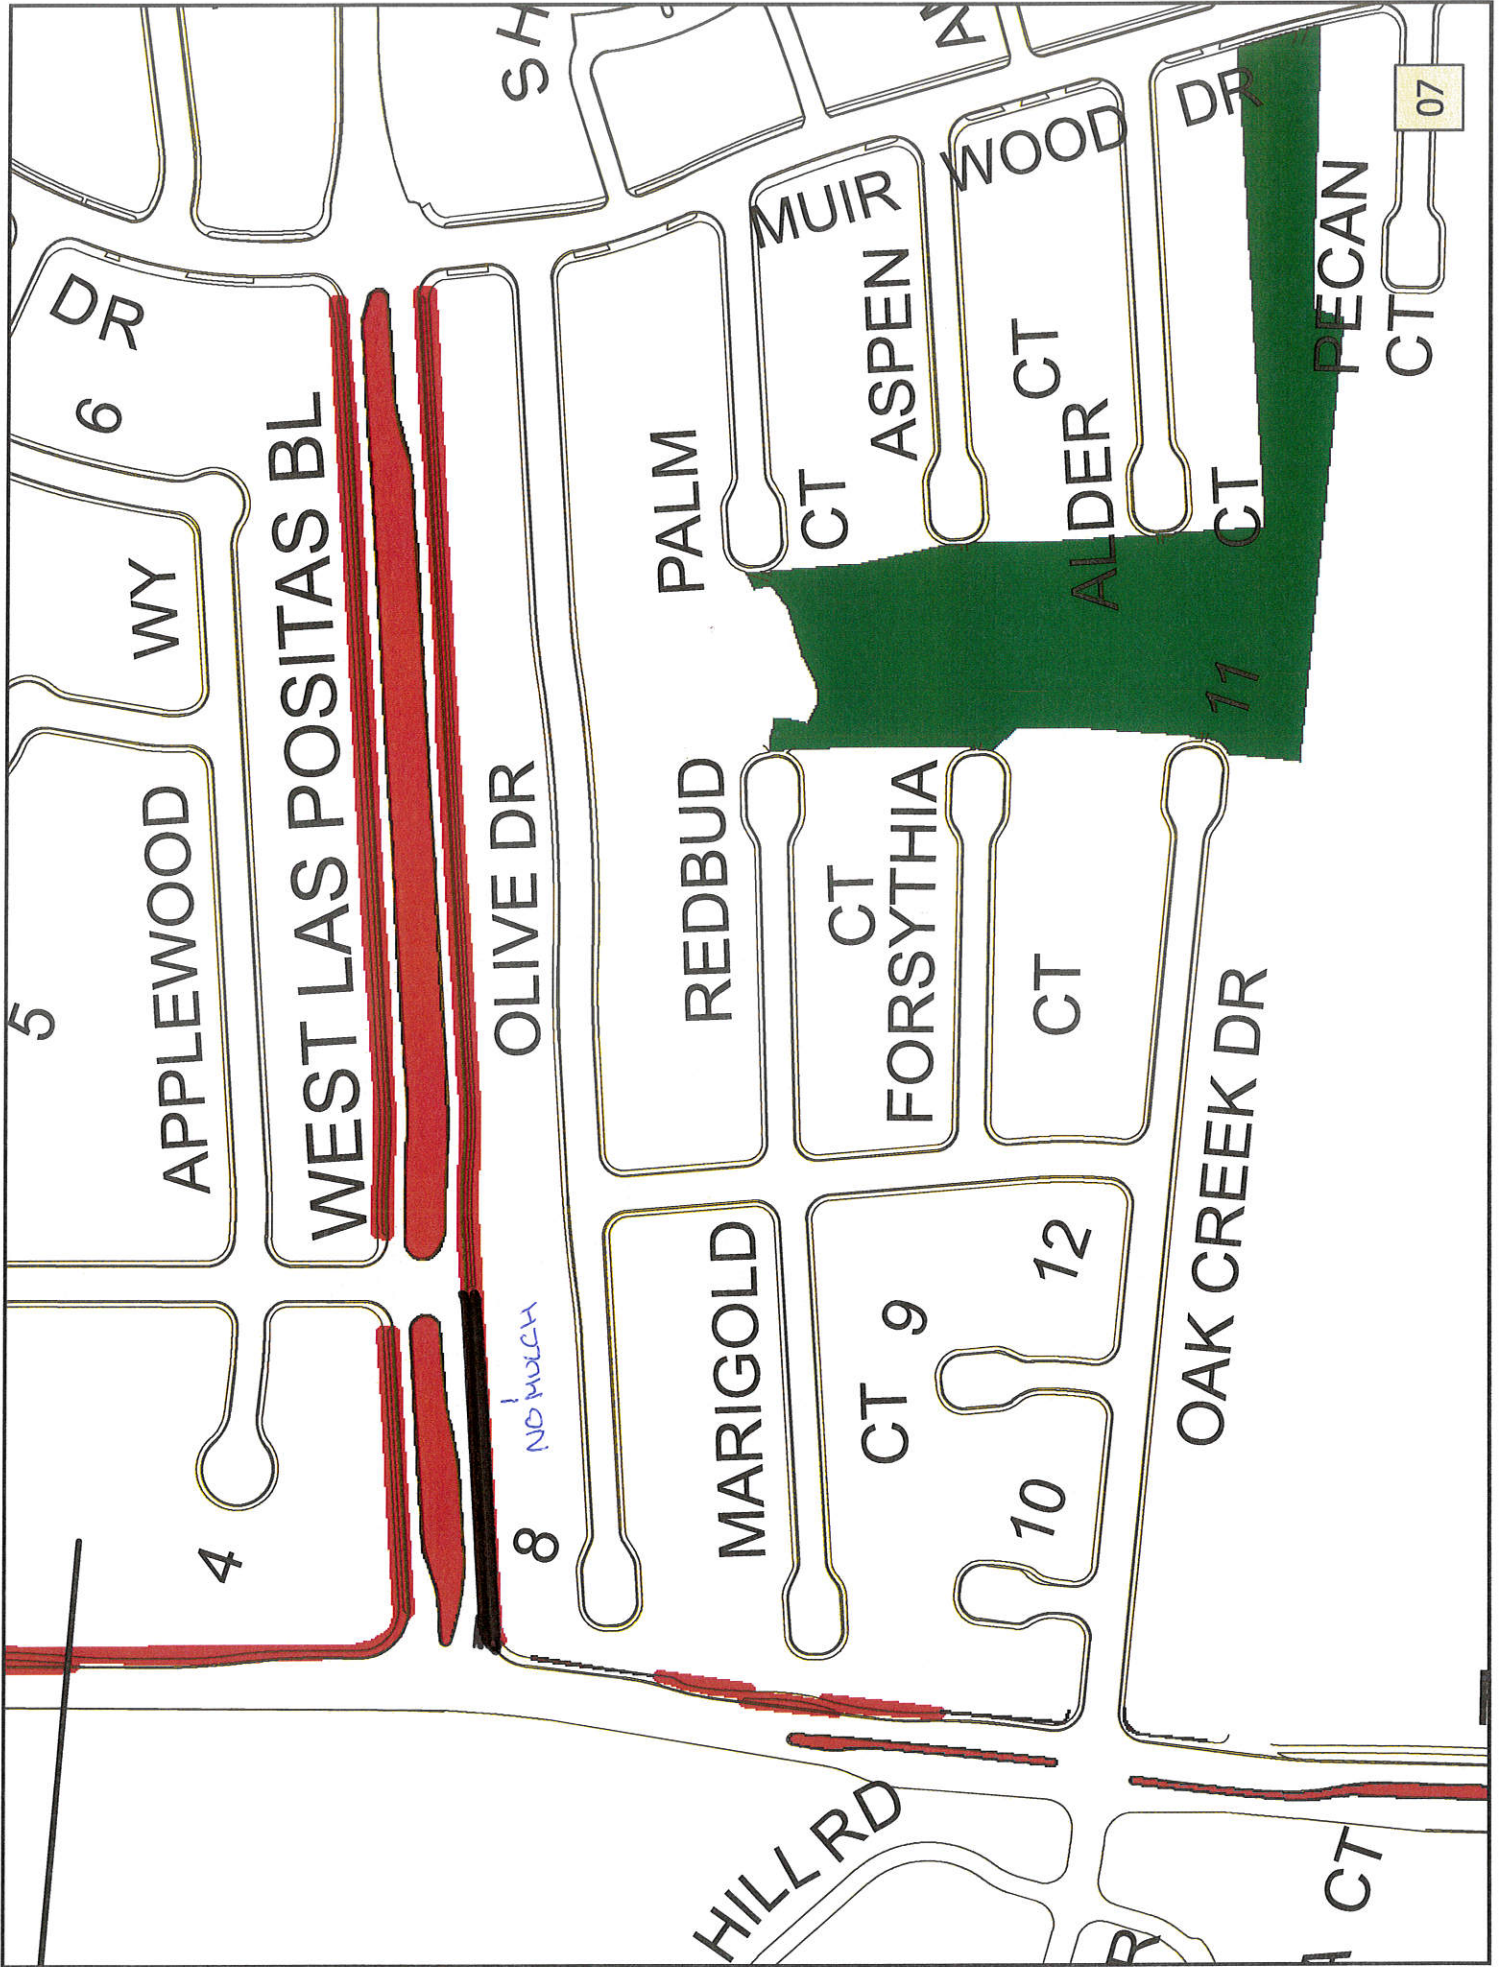 S H
DR
6
WEST LAS POSITAS BL
WY
APPLEWOOD
5
4
OLIVE DR
NO MULCH
8
PALM
CT
MUIR
WOOD
DR
ASPEN
CT
ALDER
CT
PECAN
CT
07
11
REDBUD
CT
FORSYTHIA
CT
OAK CREEK DR
MARIGOLD
CT
9
12
10
HILL RD
CT